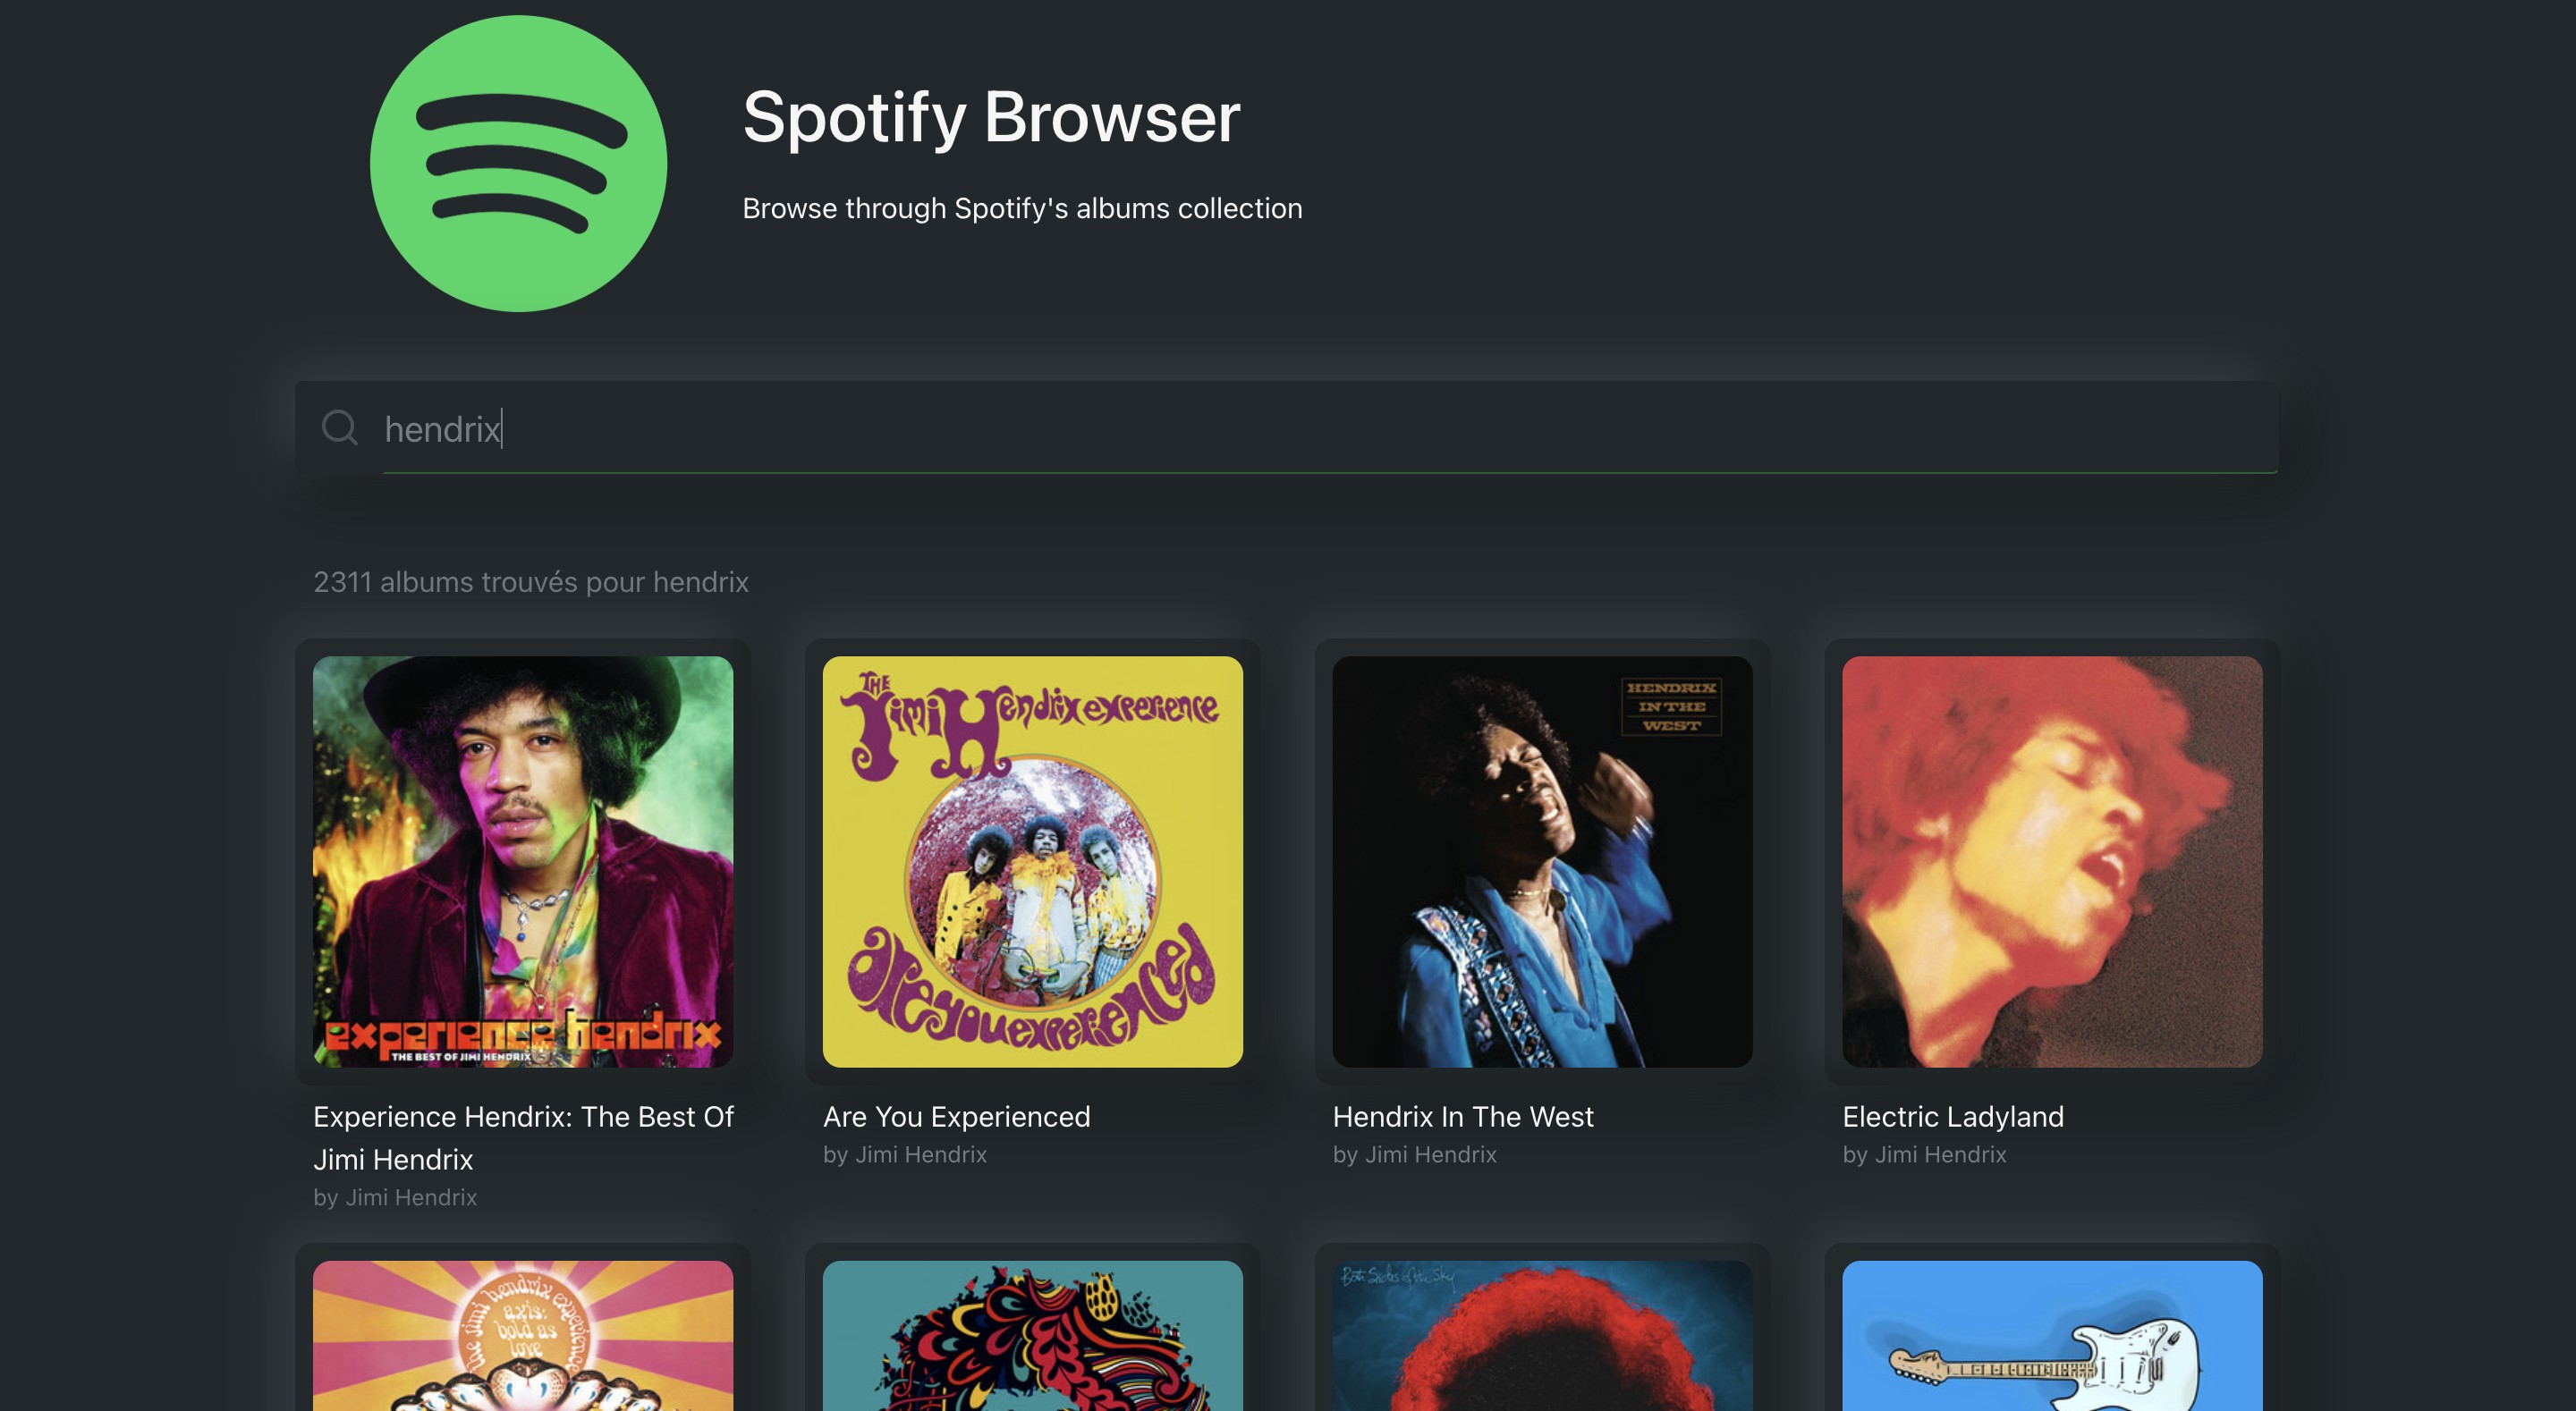 Spotify Browser
Browse through Spotify's albums collection
hendrix
2311 albums trouvés pour hendrix
experience hendrix
THE BEST OF JIMI HENDRIX
THE
Jimi Hendrix experience
are you experienced
HENDRIX
IN THE
WEST
Experience Hendrix: The Best Of
Jimi Hendrix
by Jimi Hendrix
Are You Experienced
by Jimi Hendrix
Hendrix In The West
by Jimi Hendrix
Electric Ladyland
by Jimi Hendrix
the jimi hendrix experience
axis:
bold as
love
Both Sides of the Sky